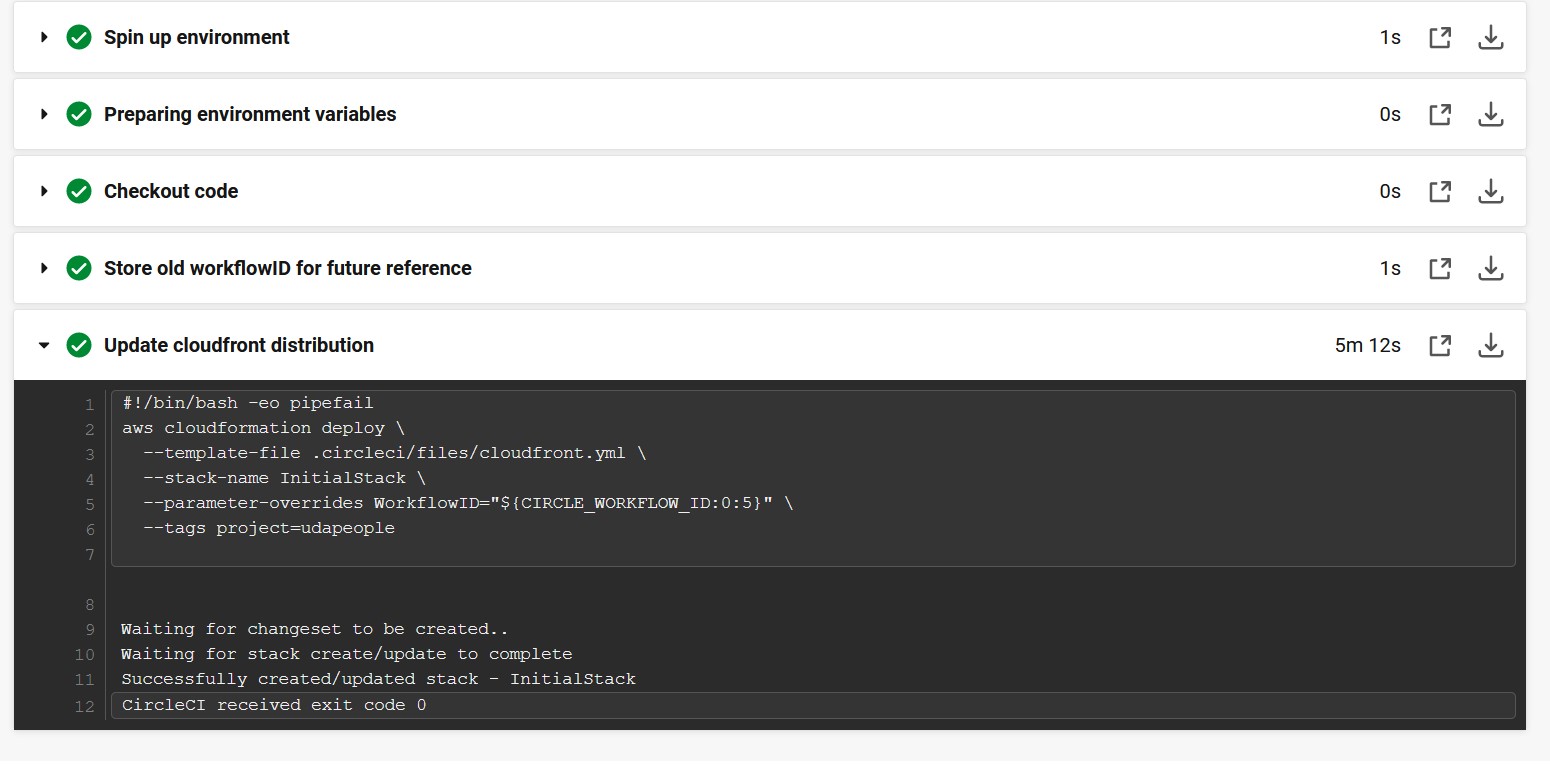 Spin up environment 1s
Preparing environment variables 0s
Checkout code 0s
Store old workflowID for future reference 1s
Update cloudfront distribution 5m 12s
1 #!/bin/bash -eo pipefail
2 aws cloudformation deploy \
3   --template-file .circleci/files/cloudfront.yml \
4   --stack-name InitialStack \
5   --parameter-overrides WorkflowID="${CIRCLE_WORKFLOW_ID:0:5}" \
6   --tags project=udapeople
7
8
9 Waiting for changeset to be created..
10 Waiting for stack create/update to complete
11 Successfully created/updated stack - InitialStack
12 CircleCI received exit code 0